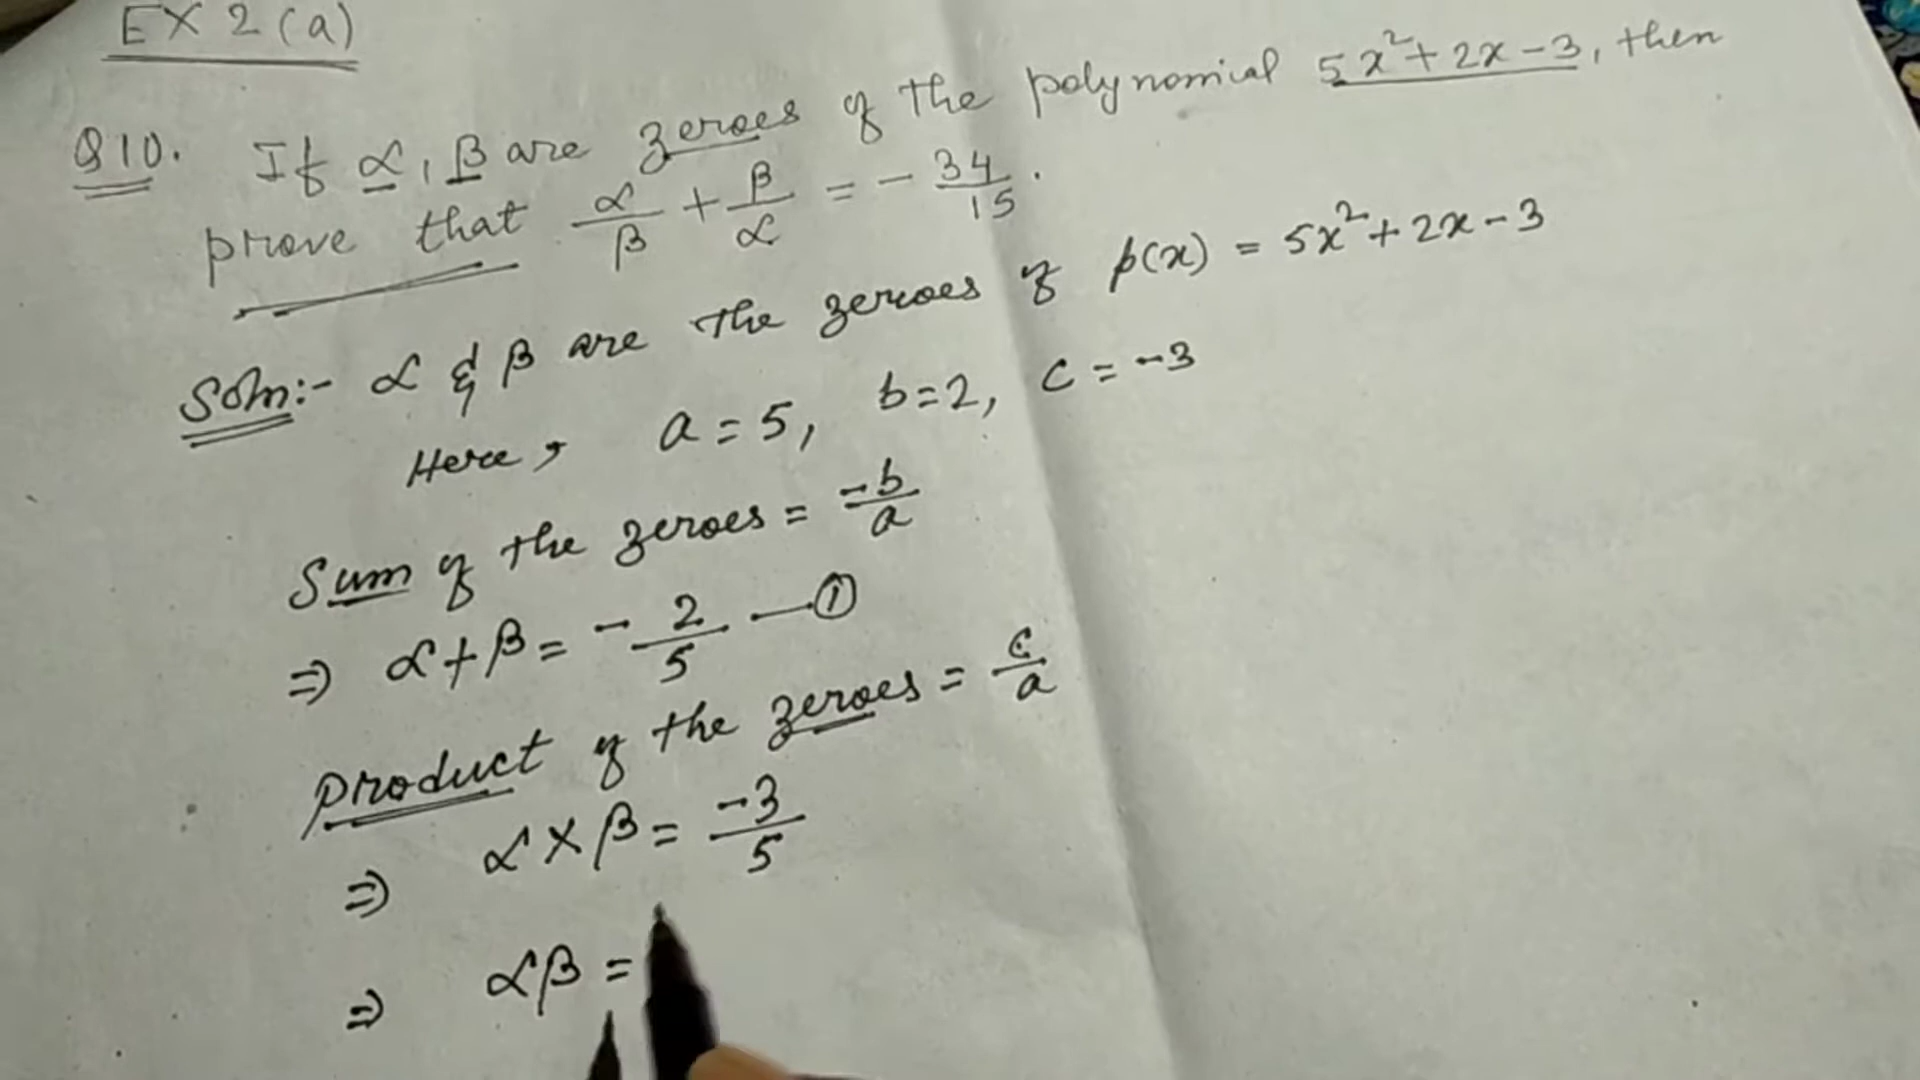 EX 2(a)
Q10. If α, β are zeroes of the polynomial 5x²+2x-3, then
prove that α/β + β/α = - 34/15.
Soln:- α & β are the zeroes of p(x) = 5x²+2x-3
Here, a=5, b=2, c=-3
Sum of the zeroes = -b/a
⇒ α+β = - 2/5 —①
Product of the zeroes = c/a
⇒ α×β = -3/5
⇒ αβ =